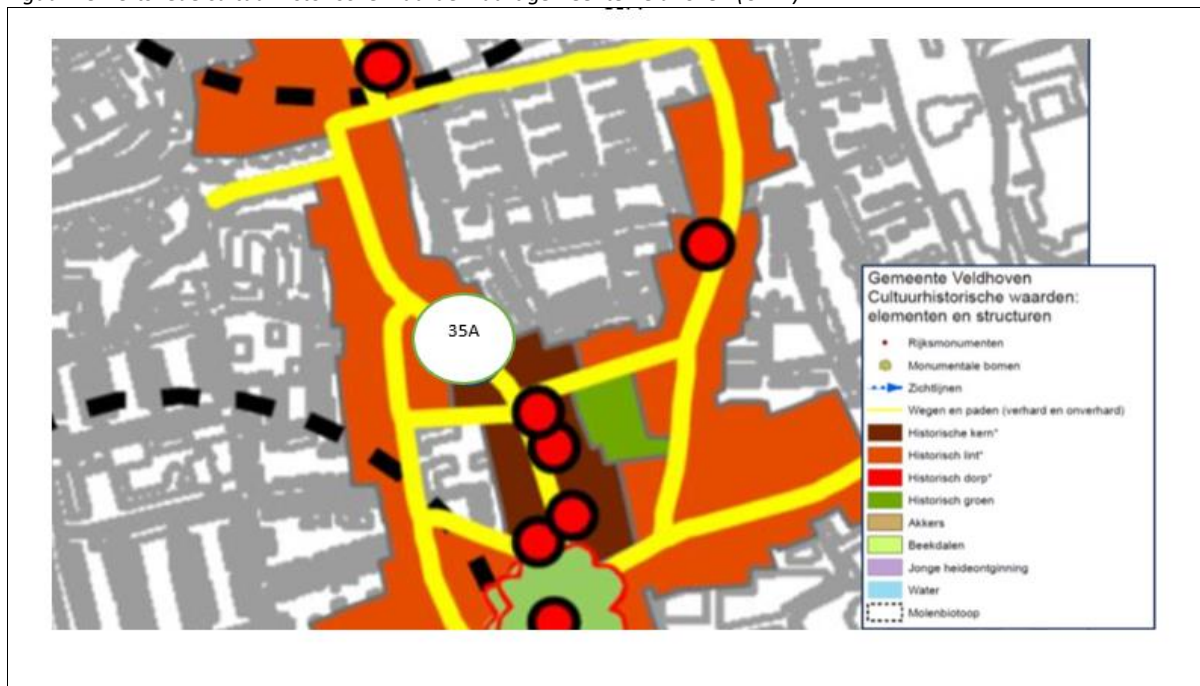 35A
Gemeente Veldhoven
Cultuurhistorische waarden:
elementen en structuren
Rijksmonumenten
Monumentale bomen
Zichtlijnen
Wegen en paden (verhard en onverhard)
Historische kern*
Historisch lint*
Historisch dorp*
Historisch groen
Akkers
Beekdalen
Jonge heideontginning
Water
Molenbiotoop